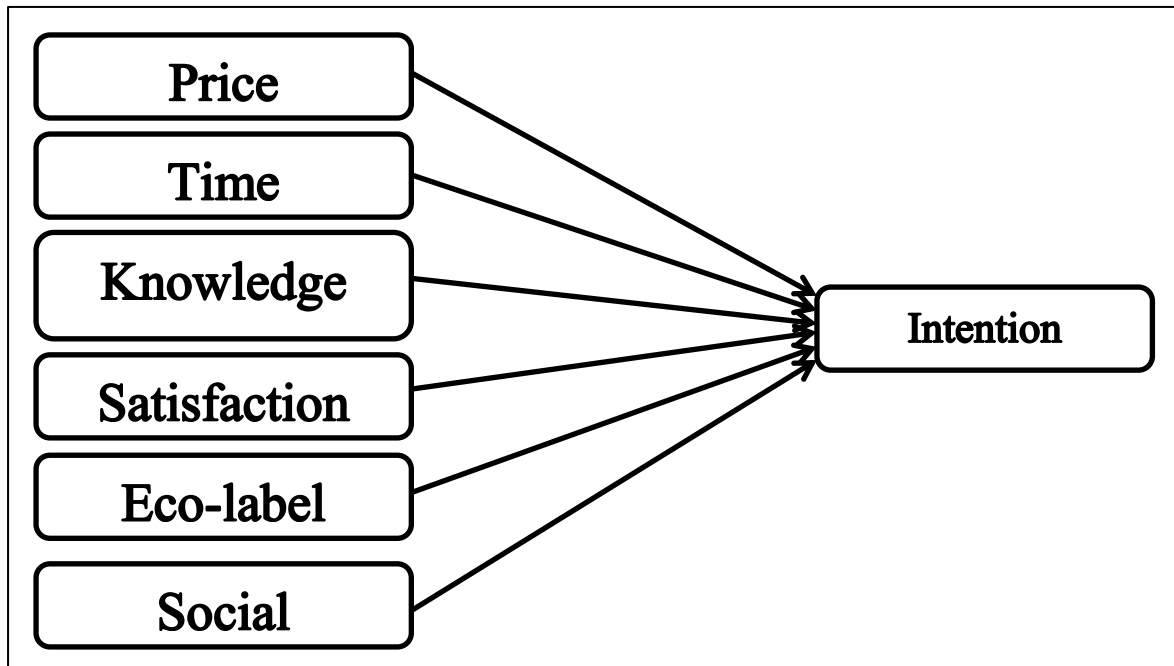 Price
Time
Knowledge
Intention
Satisfaction
Eco-label
Social